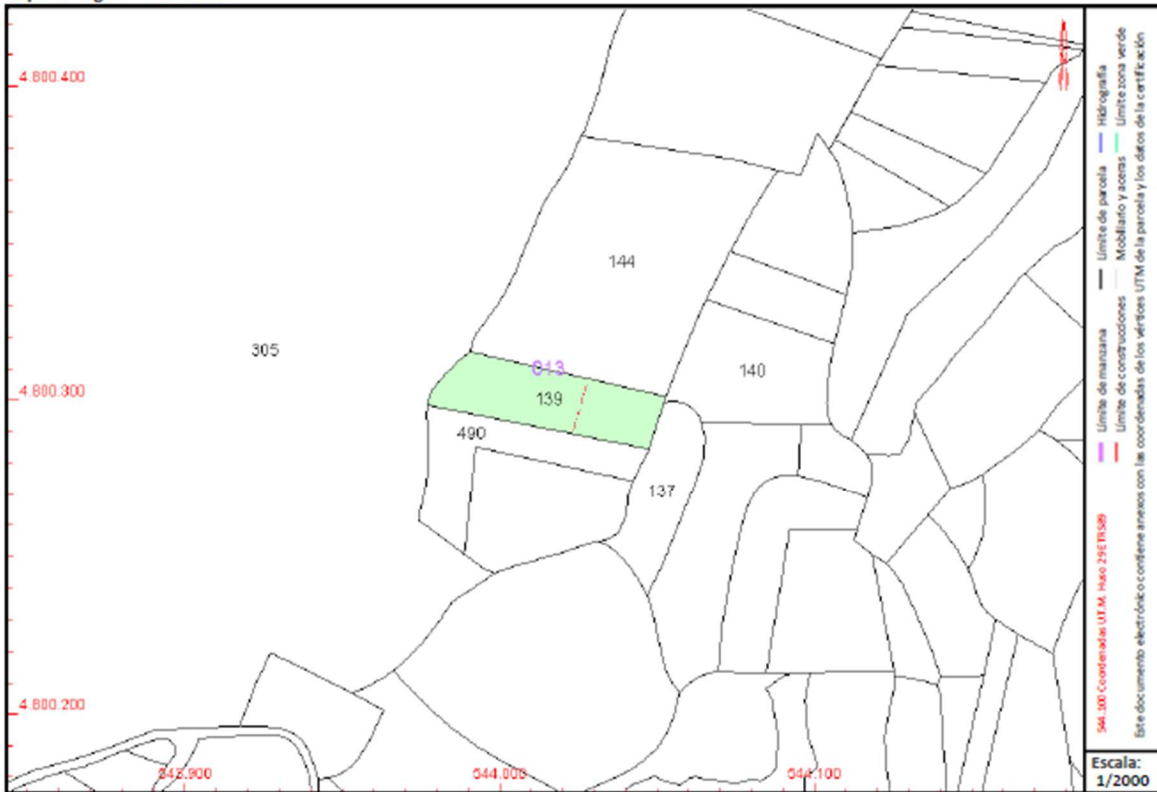 4.800.400
144
305
140
013
4.800.300
139
490
137
4.800.200
543.900
544.000
544.100
Límite de manzana
Límite de parcela
Hidrografía
Límite de construcciones
Mobiliario y aceras
Límite zona verde
544.100 Coordenadas U.T.M. Huso 29 ETRS89
Este documento electrónico contiene anexos con las coordenadas de los vértices UTM de la parcela y los datos de la certificación
Escala:
1/2000